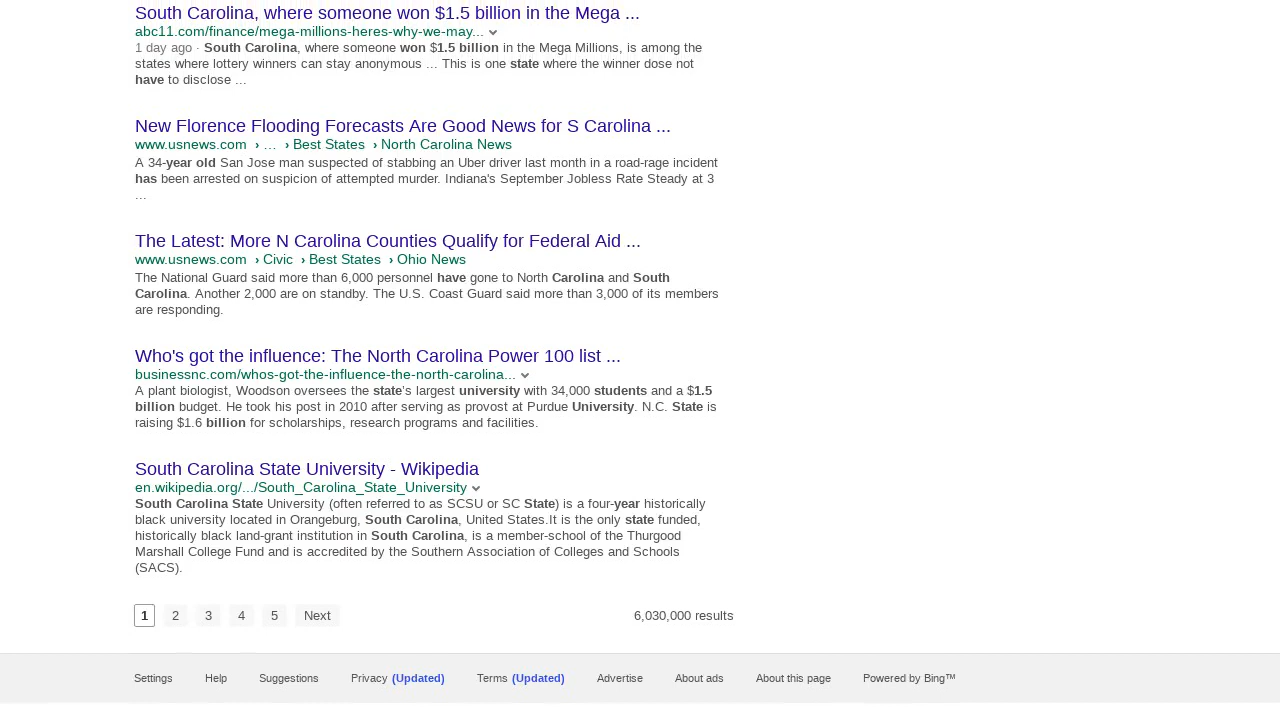 South Carolina, where someone won $1.5 billion in the Mega ...
abc11.com/finance/mega-millions-heres-why-we-may...
1 day ago · South Carolina, where someone won $1.5 billion in the Mega Millions, is among the
states where lottery winners can stay anonymous ... This is one state where the winner dose not
have to disclose ...
New Florence Flooding Forecasts Are Good News for S Carolina ...
www.usnews.com › … › Best States › North Carolina News
A 34-year old San Jose man suspected of stabbing an Uber driver last month in a road-rage incident
has been arrested on suspicion of attempted murder. Indiana's September Jobless Rate Steady at 3
...
The Latest: More N Carolina Counties Qualify for Federal Aid ...
www.usnews.com › Civic › Best States › Ohio News
The National Guard said more than 6,000 personnel have gone to North Carolina and South
Carolina. Another 2,000 are on standby. The U.S. Coast Guard said more than 3,000 of its members
are responding.
Who's got the influence: The North Carolina Power 100 list ...
businessnc.com/whos-got-the-influence-the-north-carolina...
A plant biologist, Woodson oversees the state's largest university with 34,000 students and a $1.5
billion budget. He took his post in 2010 after serving as provost at Purdue University. N.C. State is
raising $1.6 billion for scholarships, research programs and facilities.
South Carolina State University - Wikipedia
en.wikipedia.org/.../South_Carolina_State_University
South Carolina State University (often referred to as SCSU or SC State) is a four-year historically
black university located in Orangeburg, South Carolina, United States.It is the only state funded,
historically black land-grant institution in South Carolina, is a member-school of the Thurgood
Marshall College Fund and is accredited by the Southern Association of Colleges and Schools
(SACS).
1 2 3 4 5 Next 6,030,000 results
Settings Help Suggestions Privacy (Updated) Terms (Updated) Advertise About ads About this page Powered by Bing™